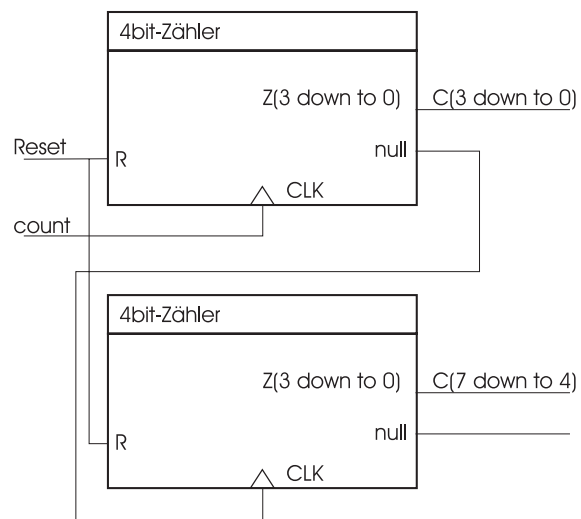 4bit-Zähler
Z(3 down to 0)
C(3 down to 0)
null
Reset
R
CLK
count
4bit-Zähler
Z(3 down to 0)
C(7 down to 4)
null
R
CLK